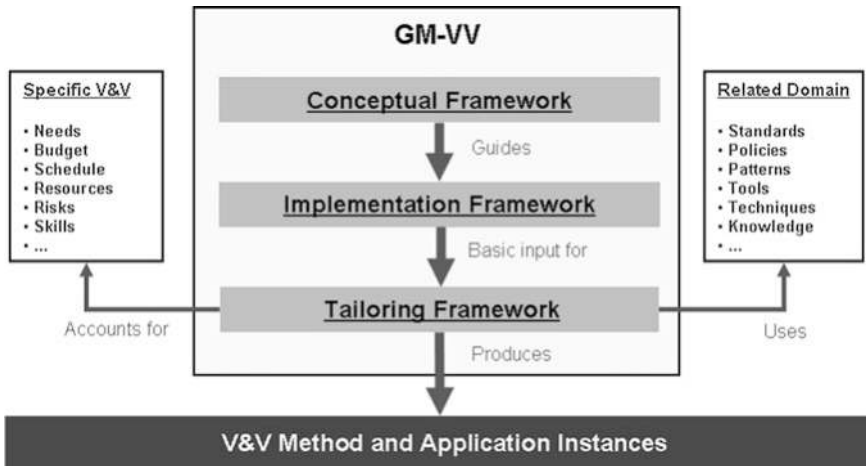 GM-VV
Specific V&V
• Needs
• Budget
• Schedule
• Resources
• Risks
• Skills
• ...
Conceptual Framework
Guides
Implementation Framework
Basic input for
Tailoring Framework
Produces
Accounts for
Related Domain
• Standards
• Policies
• Patterns
• Tools
• Techniques
• Knowledge
• ...
Uses
V&V Method and Application Instances